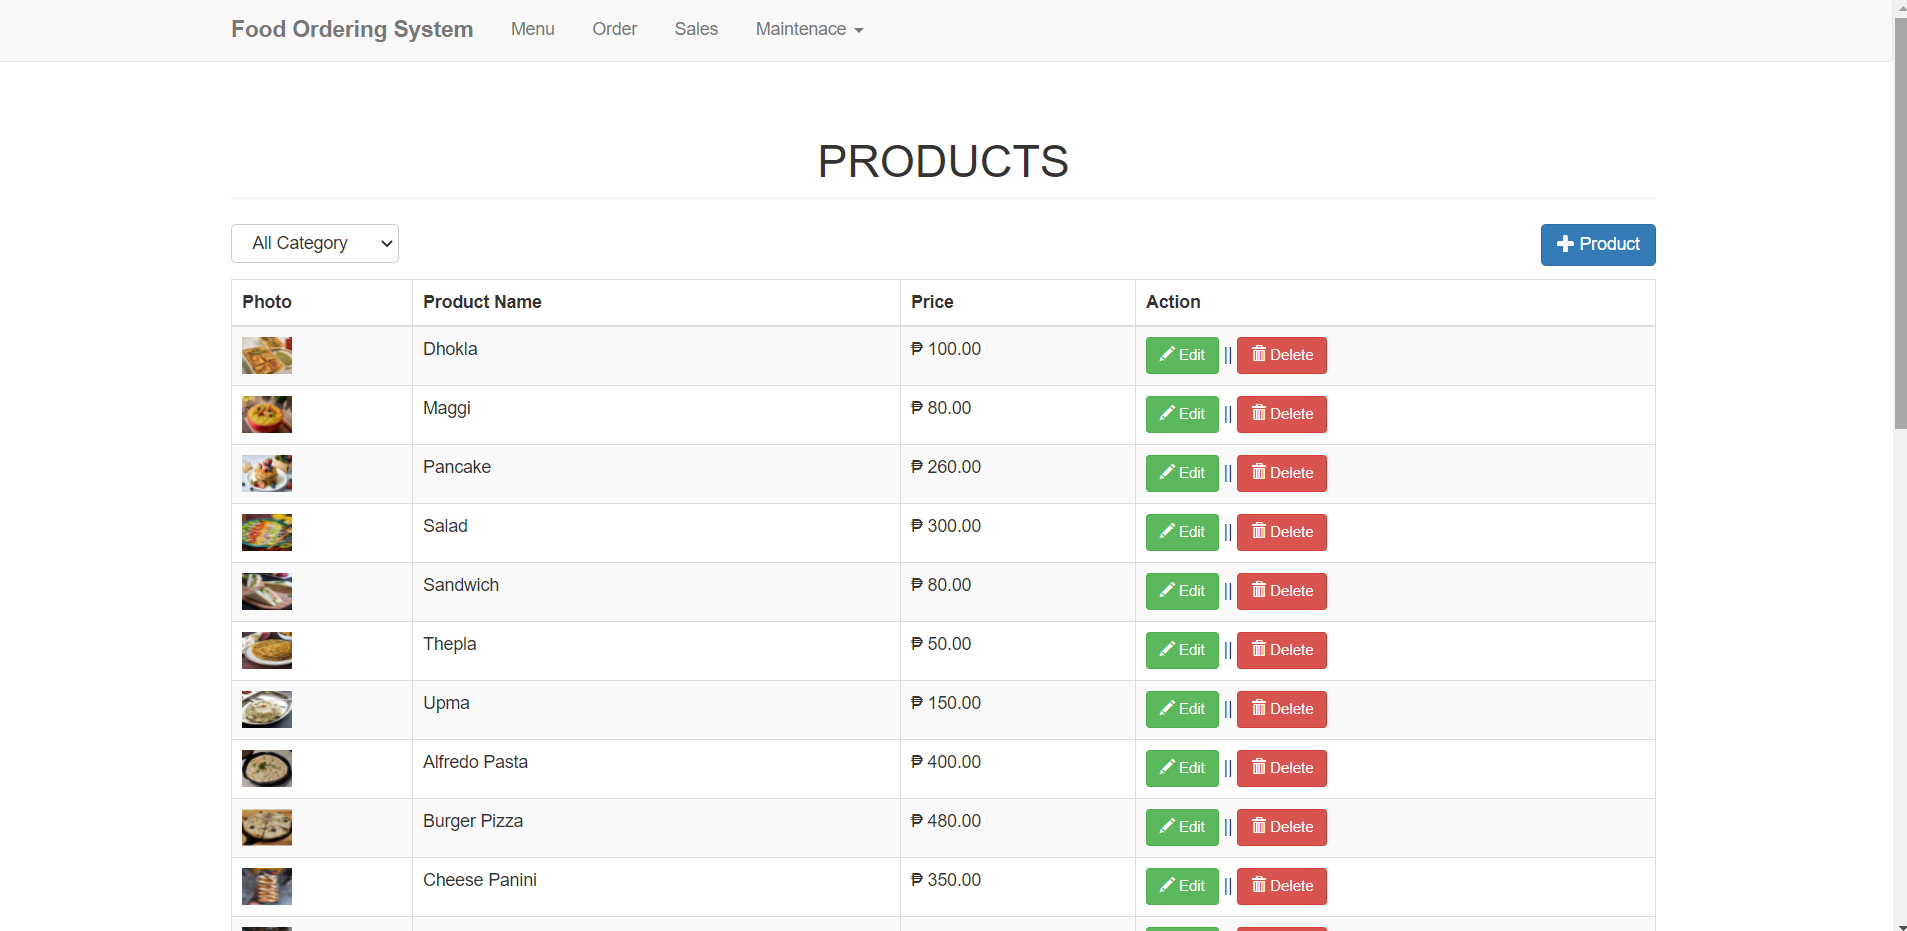 Food Ordering System Menu Order Sales Maintenace
PRODUCTS
All Category
Product
Photo Product Name Price Action
Dhokla ₱ 100.00 Edit || Delete
Maggi ₱ 80.00 Edit || Delete
Pancake ₱ 260.00 Edit || Delete
Salad ₱ 300.00 Edit || Delete
Sandwich ₱ 80.00 Edit || Delete
Thepla ₱ 50.00 Edit || Delete
Upma ₱ 150.00 Edit || Delete
Alfredo Pasta ₱ 400.00 Edit || Delete
Burger Pizza ₱ 480.00 Edit || Delete
Cheese Panini ₱ 350.00 Edit || Delete